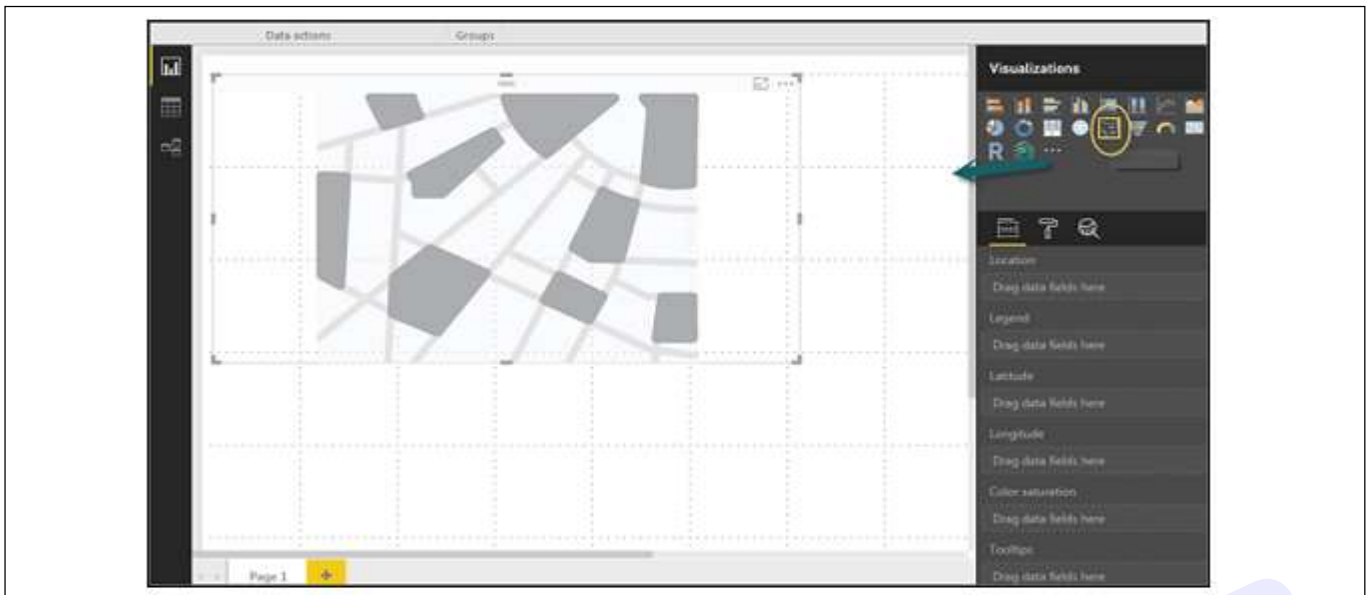 Data actions Groups
Visualizations
R
Location
Drag data fields here
Legend
Drag data fields here
Latitude
Drag data fields here
Longitude
Drag data fields here
Color saturation
Drag data fields here
Tooltips
Drag data fields here
Page 1